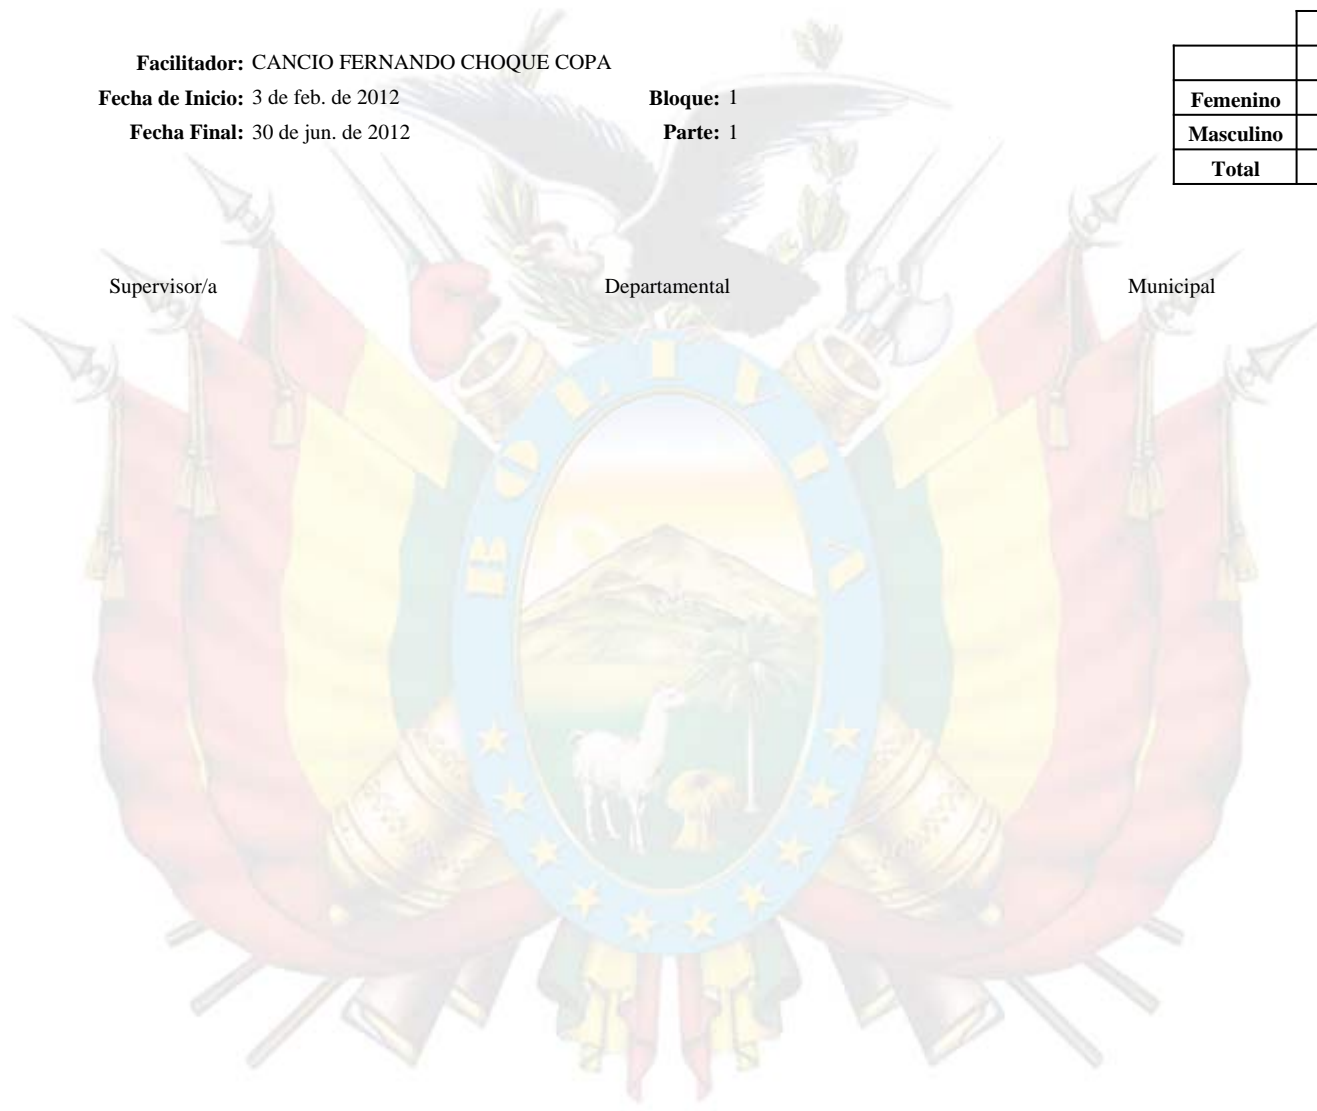 Facilitador: CANCIO FERNANDO CHOQUE COPA
Fecha de Inicio: 3 de feb. de 2012 Bloque: 1
Fecha Final: 30 de jun. de 2012 Parte: 1
Femenino
Masculino
Total
Supervisor/a Departamental Municipal
BOLIVIA